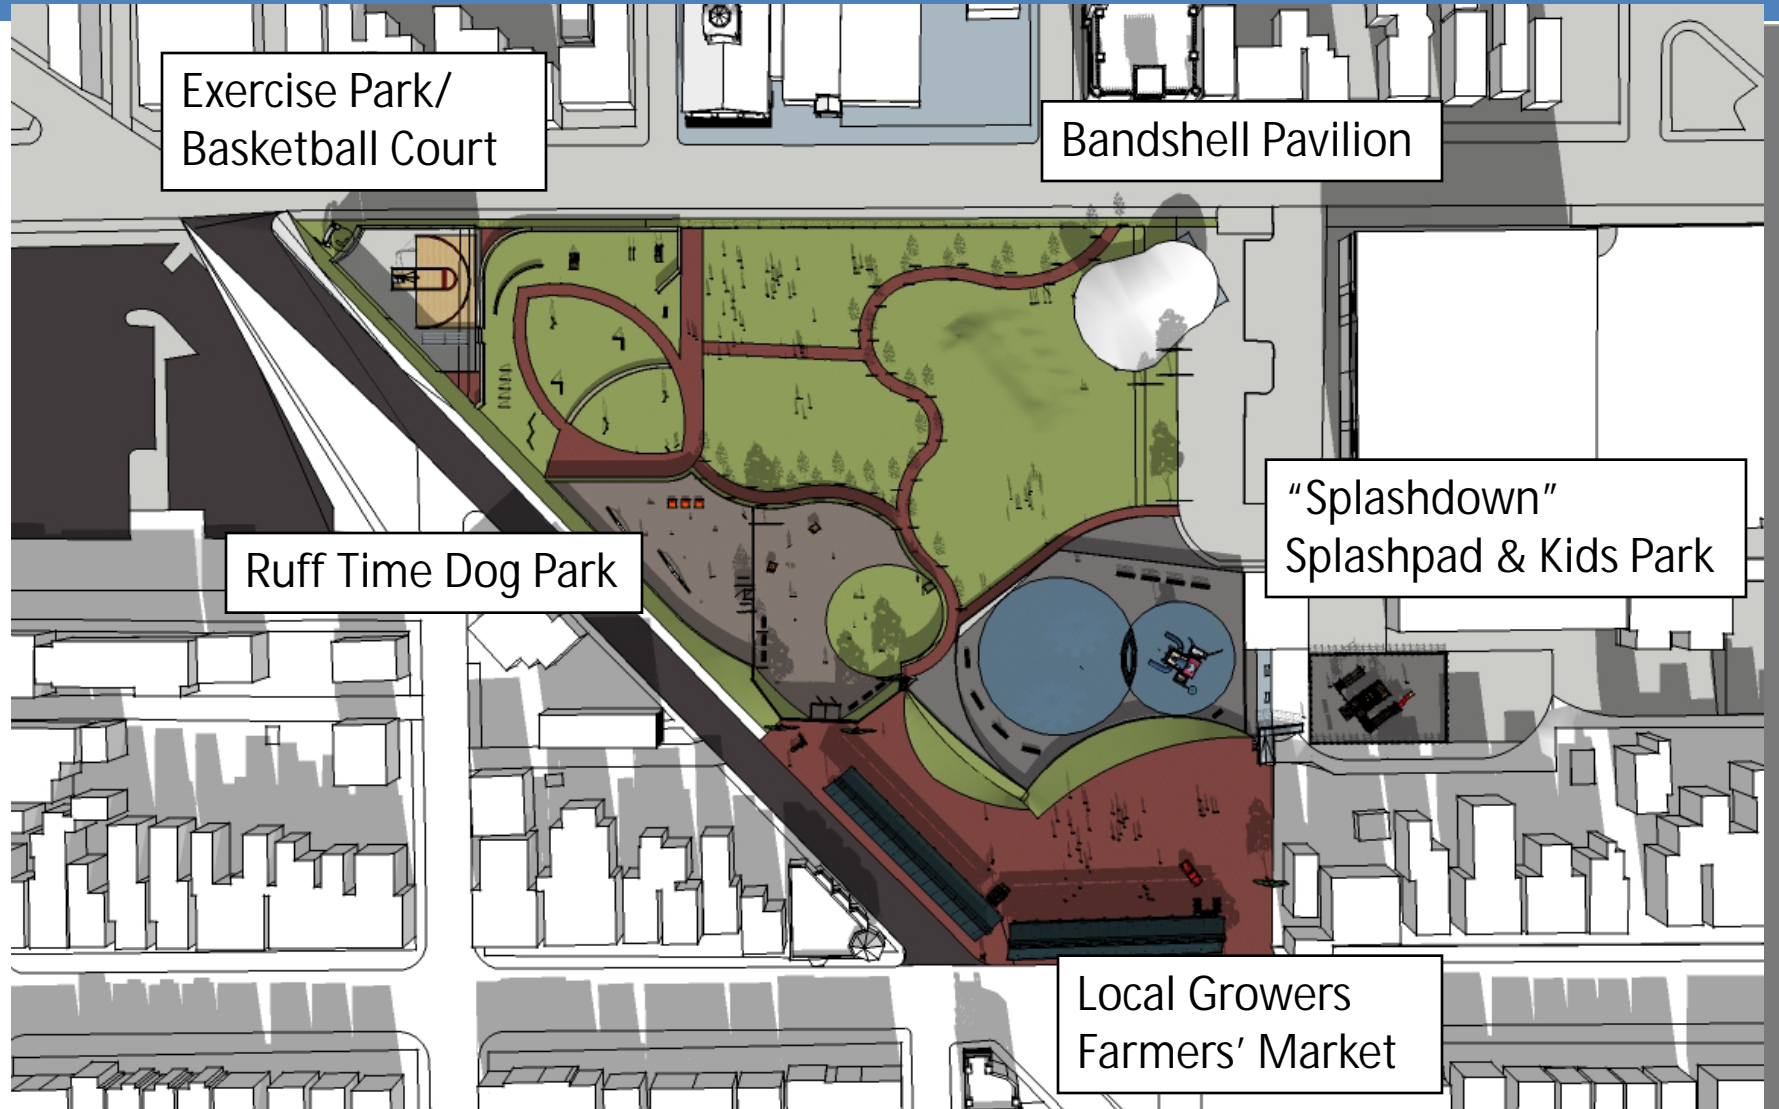 Exercise Park/
Basketball Court
Bandshell Pavilion
“Splashdown”
Splashpad & Kids Park
Ruff Time Dog Park
Local Growers
Farmers’ Market